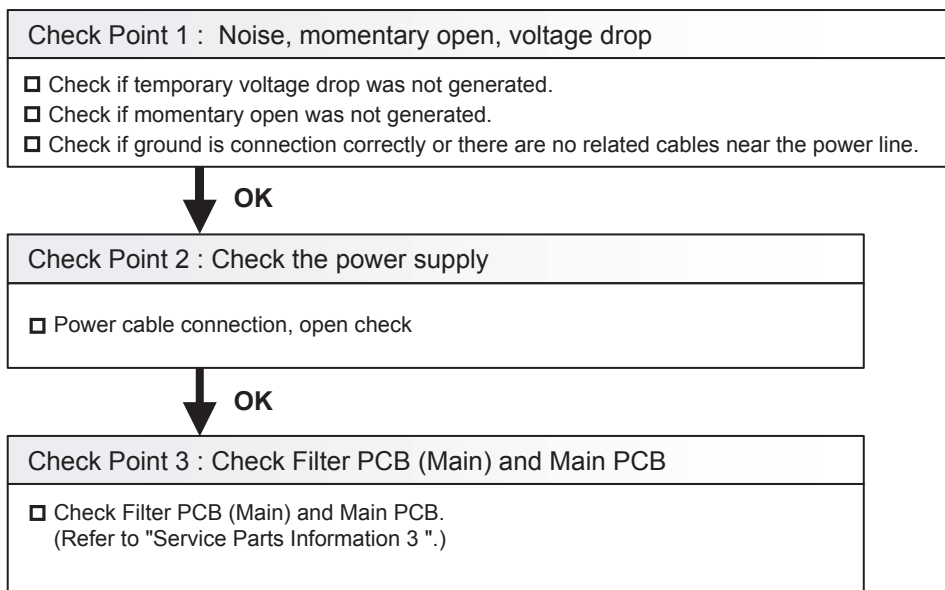 Check Point 1 :  Noise, momentary open, voltage drop
Check if temporary voltage drop was not generated.
Check if momentary open was not generated.
Check if ground is connection correctly or there are no related cables near the power line.
OK
Check Point 2 : Check the power supply
Power cable connection, open check
OK
Check Point 3 : Check Filter PCB (Main) and Main PCB
Check Filter PCB (Main) and Main PCB.
(Refer to "Service Parts Information 3 ".)